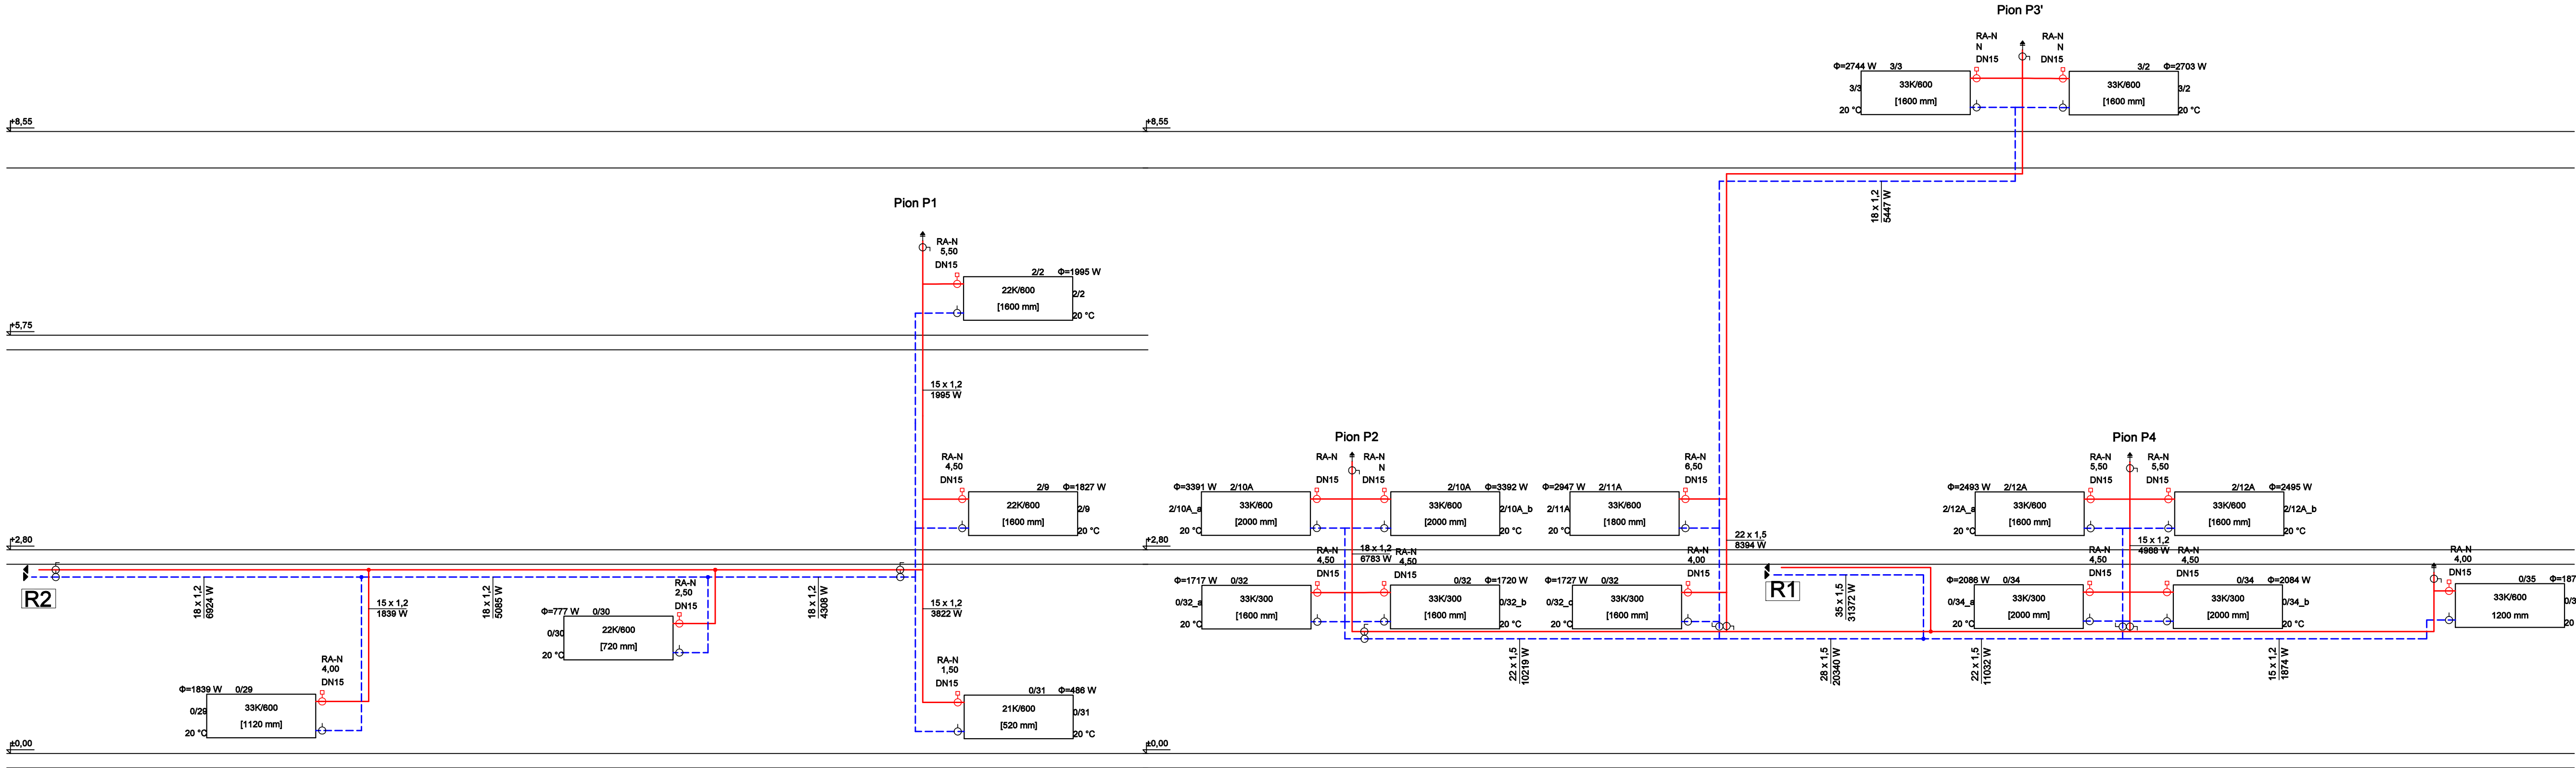 Pion P3'
RA-N
N
DN15
RA-N
N
DN15
Φ=2744 W 3/3
3/3
33K/600
[1600 mm]
20 °C
3/2 Φ=2703 W
33K/600
[1600 mm]
3/2
20 °C
+8,55
+8,55
18 x 1,2
5447 W
Pion P1
RA-N
5,50
DN15
2/2 Φ=1995 W
22K/600
[1600 mm]
2/2
20 °C
+5,75
15 x 1,2
1995 W
RA-N
4,50
DN15
2/9 Φ=1827 W
22K/600
[1600 mm]
2/9
20 °C
Pion P2
RA-N
DN15
RA-N
N
DN15
Φ=3391 W 2/10A
2/10A_a
33K/600
[2000 mm]
20 °C
2/10A Φ=3392 W
33K/600
[2000 mm]
2/10A_b
20 °C
RA-N
6,50
DN15
Φ=2947 W 2/11A
2/11A
33K/600
[1800 mm]
20 °C
22 x 1,5
8394 W
Pion P4
RA-N
5,50
DN15
RA-N
5,50
DN15
Φ=2493 W 2/12A
2/12A_a
33K/600
[1600 mm]
20 °C
2/12A Φ=2495 W
33K/600
[1600 mm]
2/12A_b
20 °C
+2,80
+2,80
18 x 1,2
6783 W
15 x 1,2
4988 W
R2
18 x 1,2
6924 W
15 x 1,2
1839 W
18 x 1,2
5085 W
RA-N
2,50
DN15
Φ=777 W 0/30
0/30
22K/600
[720 mm]
20 °C
18 x 1,2
4308 W
15 x 1,2
3822 W
RA-N
4,50
DN15
RA-N
4,50
DN15
Φ=1717 W 0/32
0/32_a
33K/300
[1600 mm]
20 °C
0/32 Φ=1720 W
33K/300
[1600 mm]
0/32_b
20 °C
RA-N
4,00
DN15
Φ=1727 W 0/32
0/32_c
33K/300
[1600 mm]
20 °C
R1
35 x 1,5
31372 W
RA-N
4,50
DN15
RA-N
4,50
DN15
Φ=2086 W 0/34
0/34_a
33K/300
[2000 mm]
20 °C
0/34 Φ=2084 W
33K/300
[2000 mm]
0/34_b
20 °C
RA-N
4,00
DN15
0/35 Φ=187
33K/600
1200 mm
0/3
20
22 x 1,5
10219 W
28 x 1,5
20340 W
22 x 1,5
11032 W
15 x 1,2
1874 W
RA-N
4,00
DN15
Φ=1839 W 0/29
0/29
33K/600
[1120 mm]
20 °C
RA-N
1,50
DN15
0/31 Φ=486 W
21K/600
[520 mm]
0/31
20 °C
±0,00
±0,00